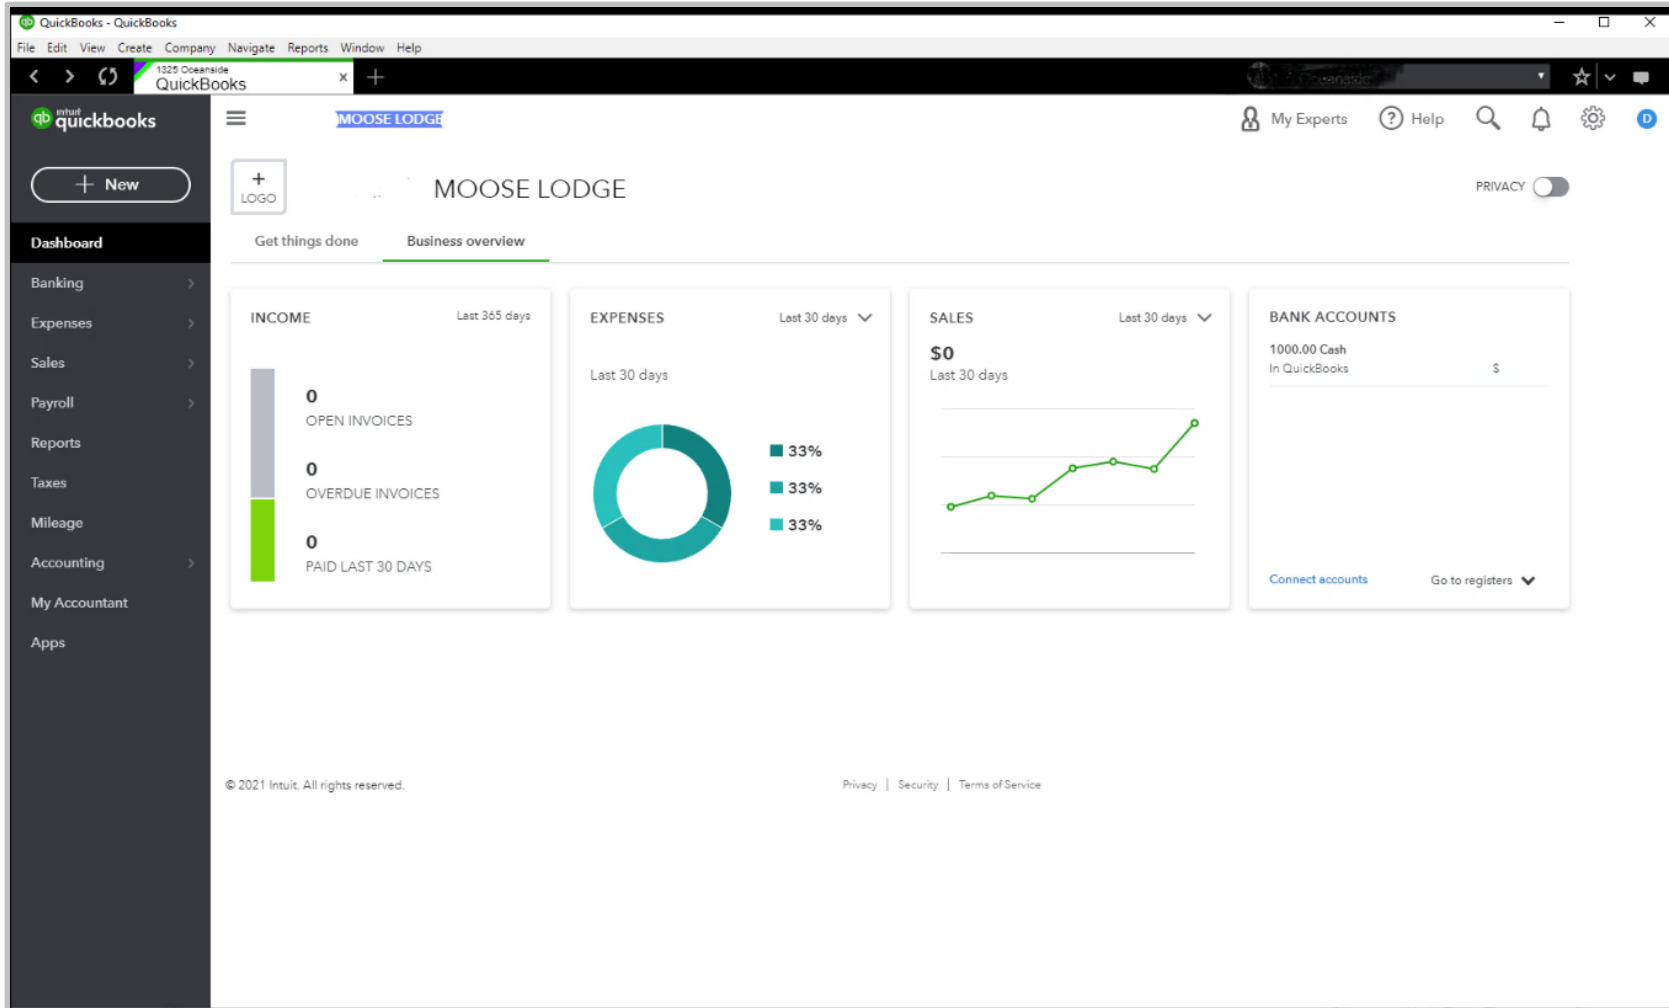 QuickBooks - QuickBooks
File Edit View Create Company Navigate Reports Window Help
1325 Oceanside
QuickBooks
Oceanside
intuit
qb quickbooks
MOOSE LODGE
My Experts
? Help
D
+ New
+
LOGO
MOOSE LODGE
PRIVACY
Get things done
Business overview
Dashboard
Banking
Expenses
Sales
Payroll
Reports
Taxes
Mileage
Accounting
My Accountant
Apps
INCOME
Last 365 days
0
OPEN INVOICES
0
OVERDUE INVOICES
0
PAID LAST 30 DAYS
EXPENSES
Last 30 days
Last 30 days
33%
33%
33%
SALES
Last 30 days
$0
Last 30 days
BANK ACCOUNTS
1000.00 Cash
In QuickBooks $
Connect accounts
Go to registers
© 2021 Intuit. All rights reserved.
Privacy | Security | Terms of Service